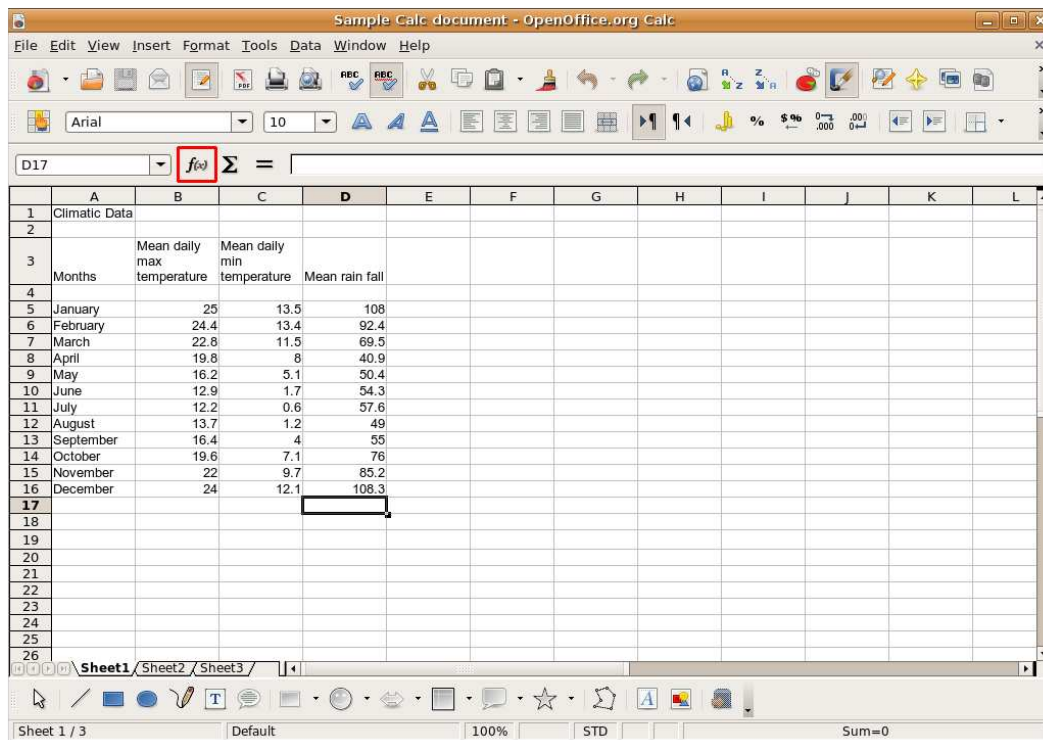 Sample Calc document - OpenOffice.org Calc
File Edit View Insert Format Tools Data Window Help
Arial 10
D17 f(x) Σ =
A B C D E F G H I J K L
1 Climatic Data
2
3 Months Mean daily max temperature Mean daily min temperature Mean rain fall
4
5 January 25 13.5 108
6 February 24.4 13.4 92.4
7 March 22.8 11.5 69.5
8 April 19.8 8 40.9
9 May 16.2 5.1 50.4
10 June 12.9 1.7 54.3
11 July 12.2 0.6 57.6
12 August 13.7 1.2 49
13 September 16.4 4 55
14 October 19.6 7.1 76
15 November 22 9.7 85.2
16 December 24 12.1 108.3
17
18
19
20
21
22
23
24
25
26
Sheet1 Sheet2 Sheet3
Sheet 1 / 3 Default 100% STD Sum=0